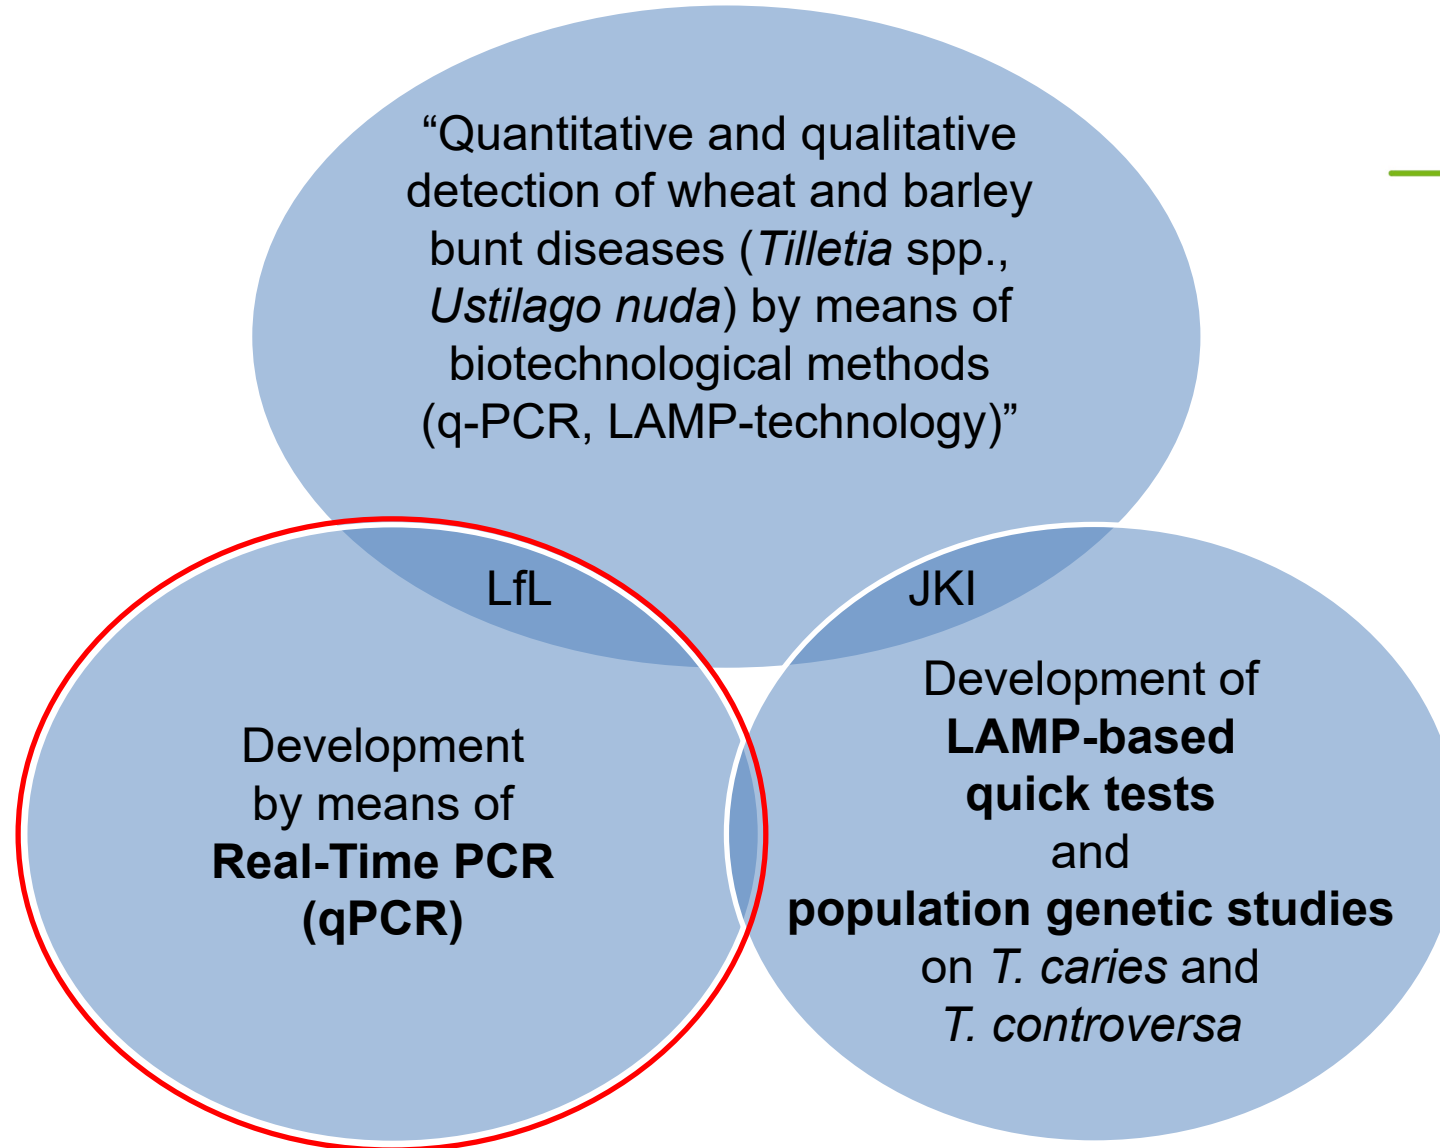 “Quantitative and qualitative
detection of wheat and barley
bunt diseases (Tilletia spp.,
Ustilago nuda) by means of
biotechnological methods
(q-PCR, LAMP-technology)”
LfL
JKI
Development
by means of
Real-Time PCR
(qPCR)
Development of
LAMP-based
quick tests
and
population genetic studies
on T. caries and
T. controversa